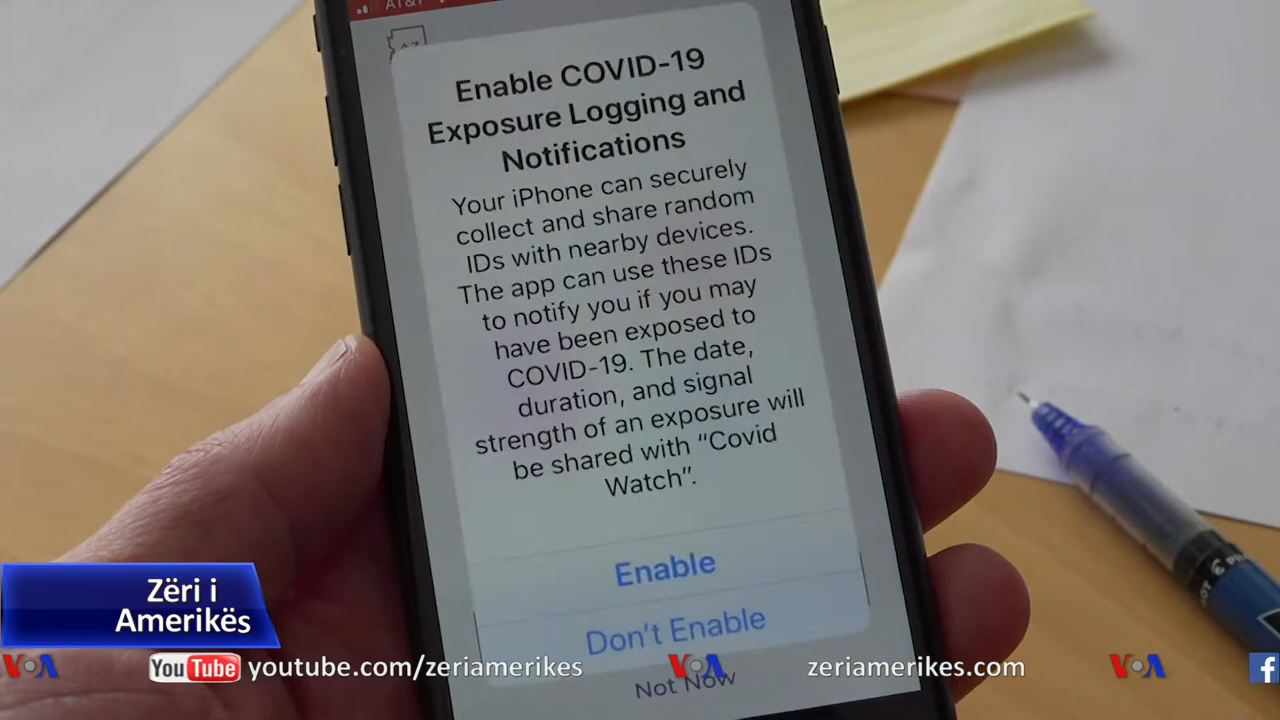 AT&T
AZ
Enable COVID-19
Exposure Logging and
Notifications
Your iPhone can securely
collect and share random
IDs with nearby devices.
The app can use these IDs
to notify you if you may
have been exposed to
COVID-19. The date,
duration, and signal
strength of an exposure will
be shared with “Covid
Watch”.
Enable
Don't Enable
Not Now
Zëri i
Amerikës
VOA
YouTube
youtube.com/zeriamerikes
VOA
zeriamerikes.com
VOA
f